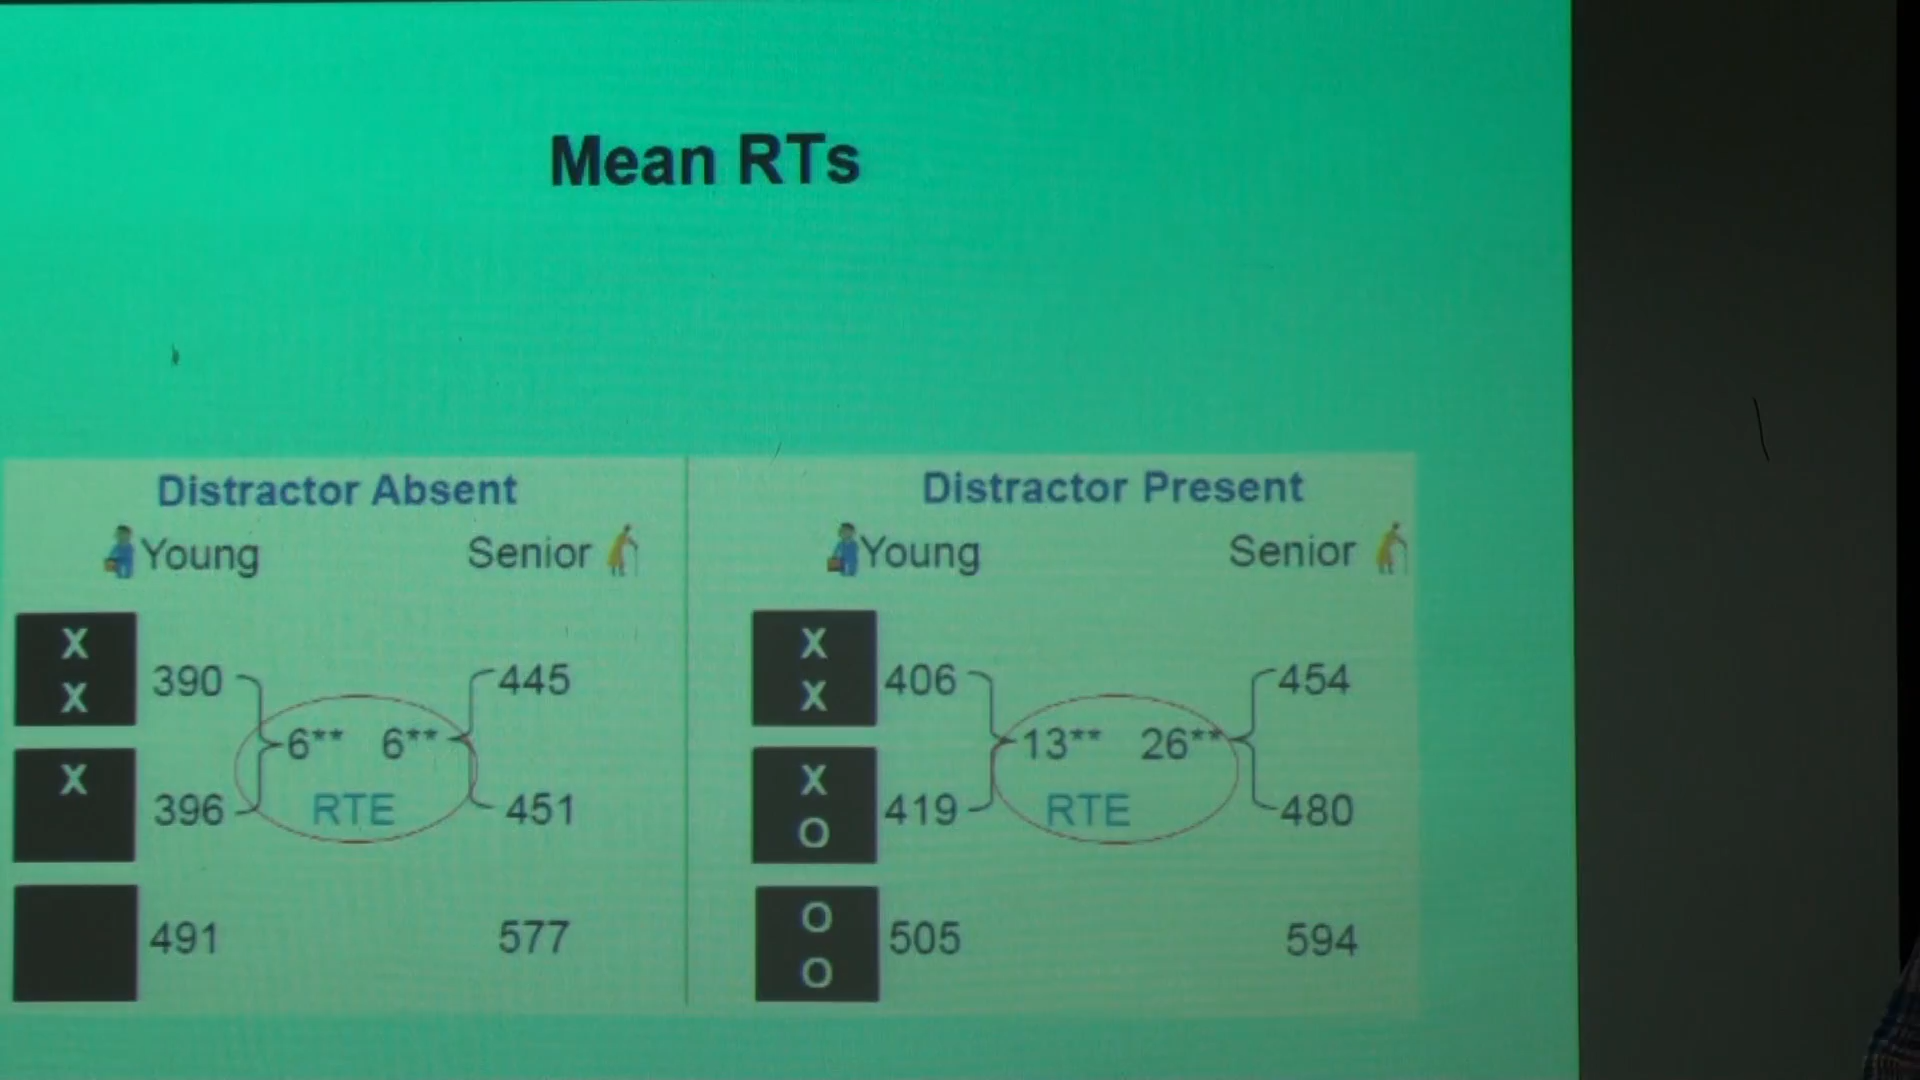 Mean RTs
Distractor Absent
Young Senior
X
X
390
445
6** 6**
RTE
X
396
451
491
577
Distractor Present
Young Senior
X
X
406
454
13** 26**
RTE
X
O
419
480
O
O
505
594